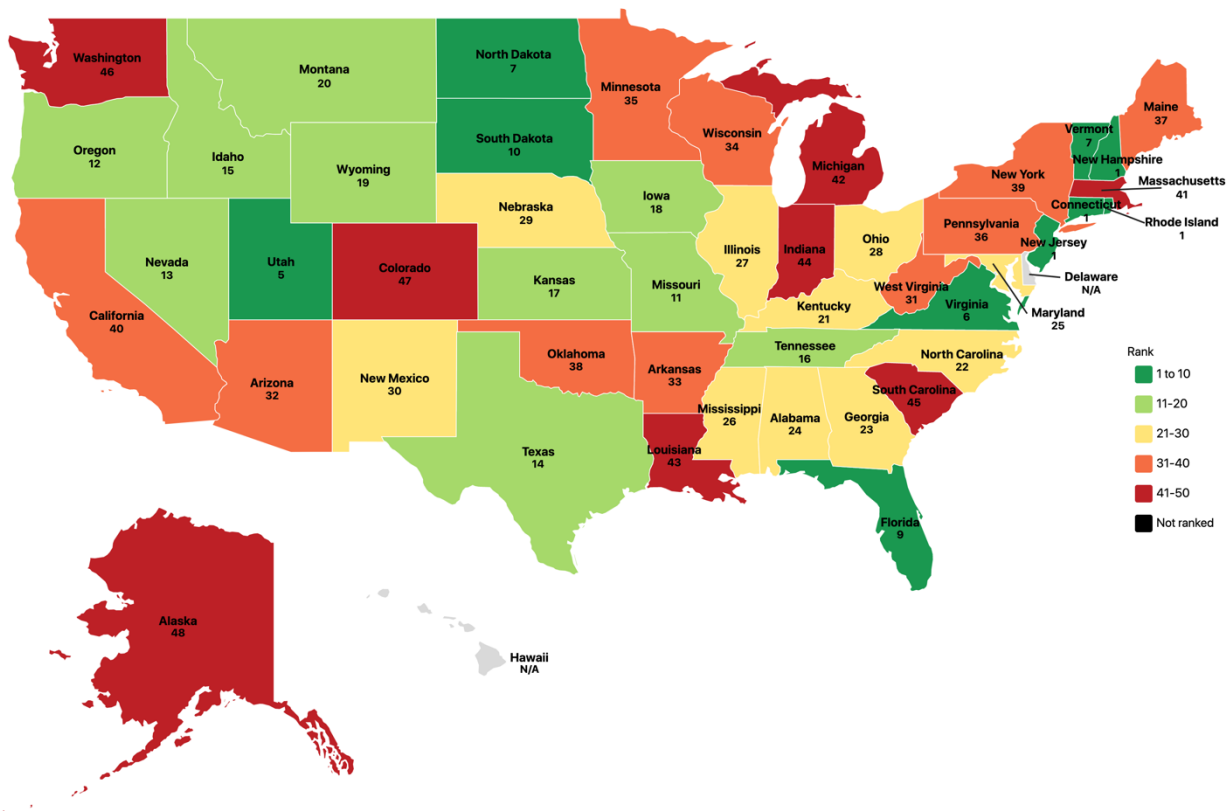 Washington
46
Oregon
12
California
40
Idaho
15
Nevada
13
Montana
20
Wyoming
19
Utah
5
Arizona
32
Colorado
47
New Mexico
30
North Dakota
7
South Dakota
10
Nebraska
29
Kansas
17
Oklahoma
38
Texas
14
Minnesota
35
Iowa
18
Missouri
11
Arkansas
33
Louisiana
43
Wisconsin
34
Illinois
27
Michigan
42
Indiana
44
Ohio
28
Kentucky
21
Tennessee
16
Mississippi
26
Alabama
24
Georgia
23
Florida
9
South Carolina
45
North Carolina
22
Virginia
6
West Virginia
31
Pennsylvania
36
New York
39
Vermont
7
New Hampshire
1
Maine
37
Massachusetts
41
Connecticut
1
Rhode Island
1
New Jersey
1
Delaware
N/A
Maryland
25
Alaska
48
Hawaii
N/A
Rank
1 to 10
11-20
21-30
31-40
41-50
Not ranked